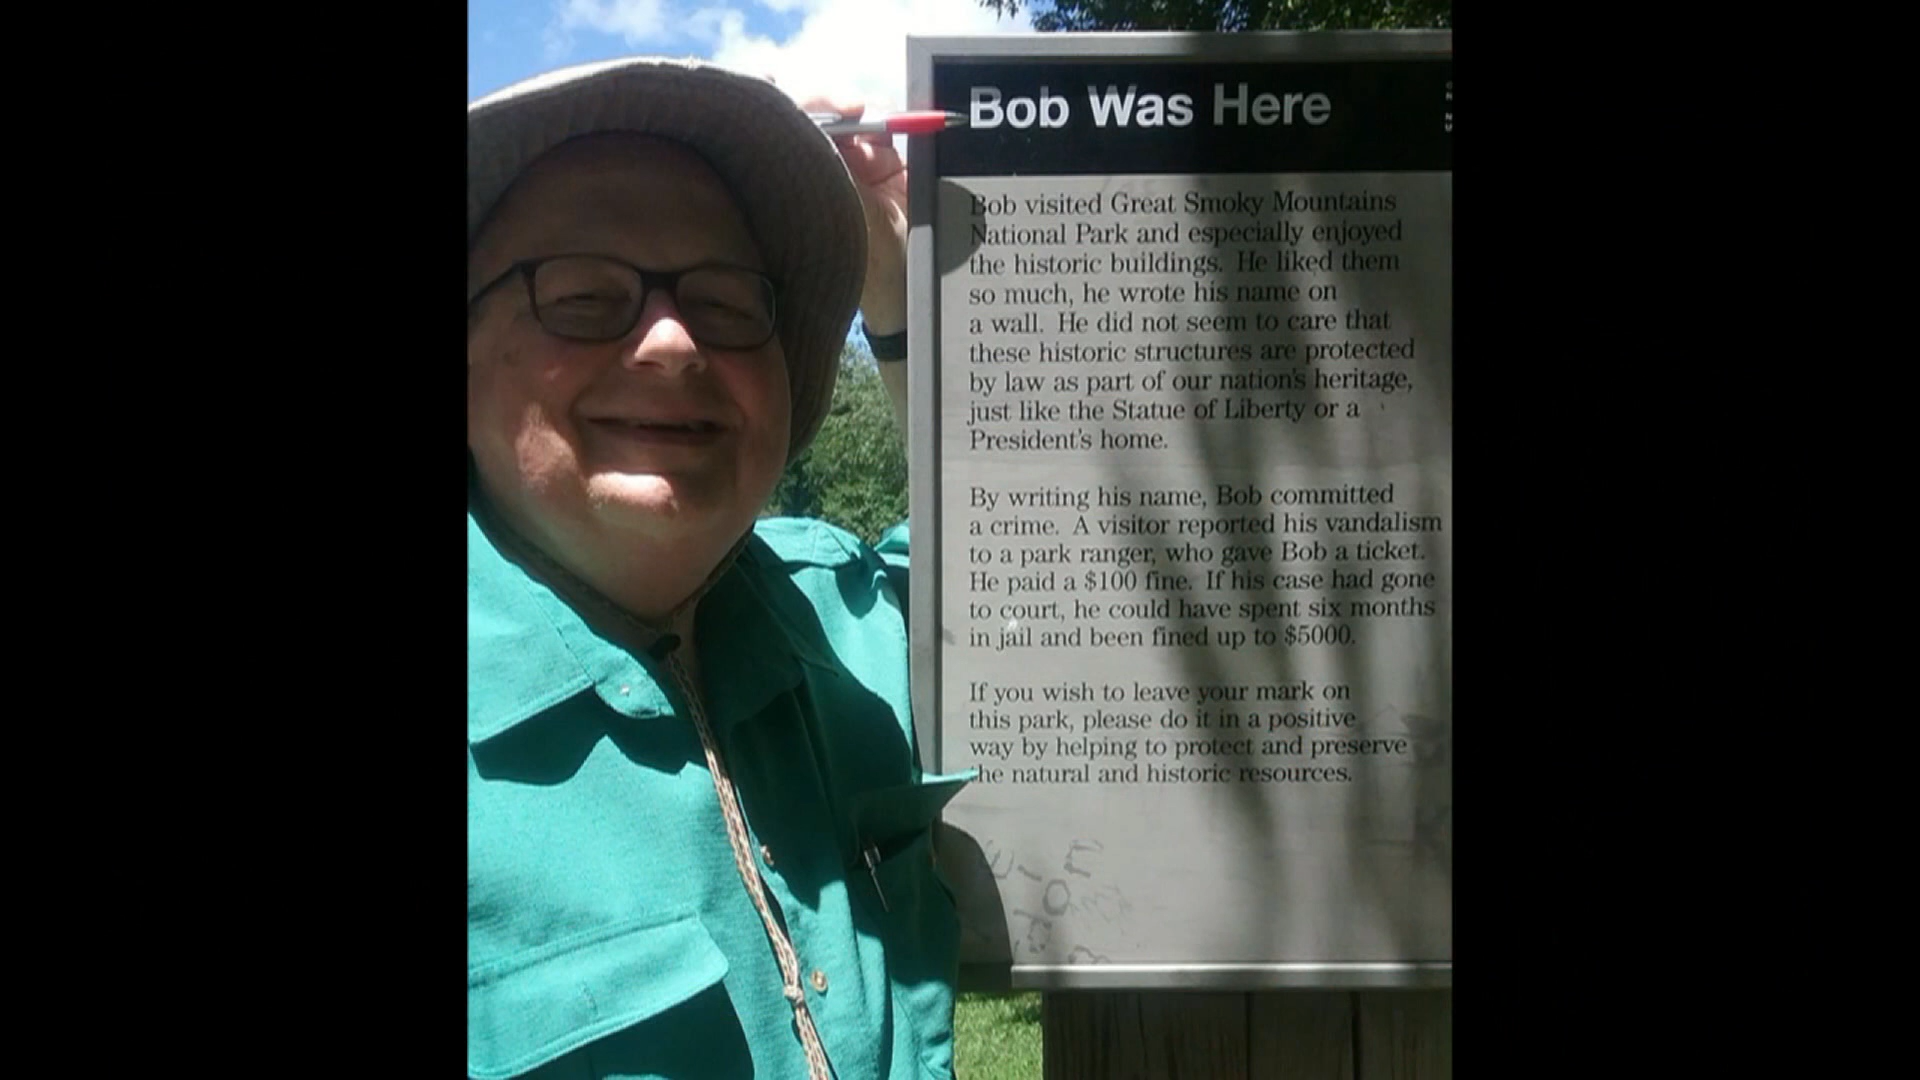 Bob Was Here
Bob visited Great Smoky Mountains
National Park and especially enjoyed
the historic buildings. He liked them
so much, he wrote his name on
a wall. He did not seem to care that
these historic structures are protected
by law as part of our nation's heritage,
just like the Statue of Liberty or a
President's home.
By writing his name, Bob committed
a crime. A visitor reported his vandalism
to a park ranger, who gave Bob a ticket.
He paid a $100 fine. If his case had gone
to court, he could have spent six months
in jail and been fined up to $5000.
If you wish to leave your mark on
this park, please do it in a positive
way by helping to protect and preserve
the natural and historic resources.